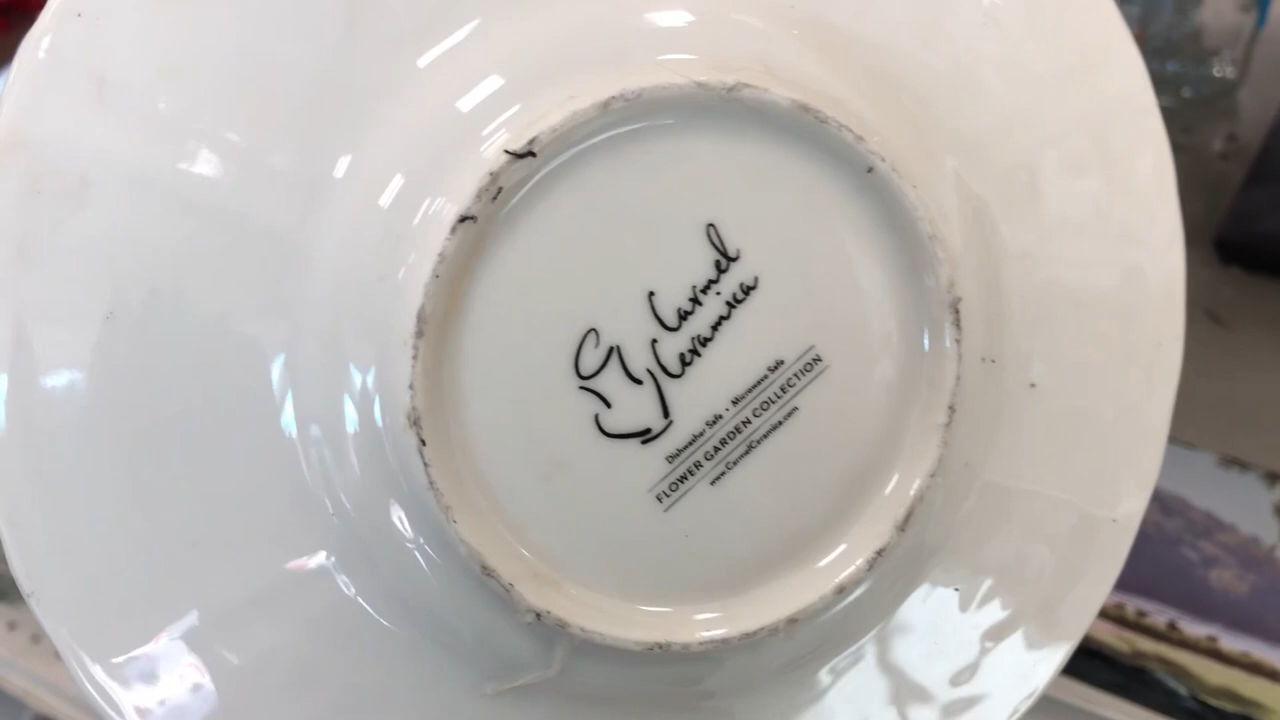 Carmel
Ceramica
Dishwasher Safe • Microwave Safe
FLOWER GARDEN COLLECTION
www.CarmelCeramica.com